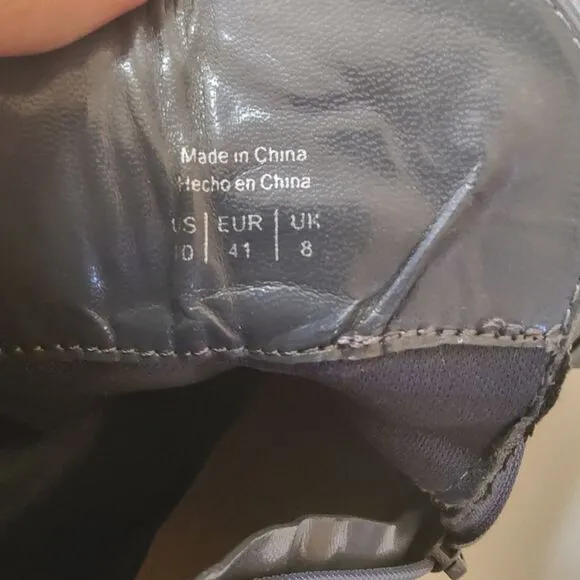 Made in China
Hecho en China
US | EUR | UK
10 | 41 | 8